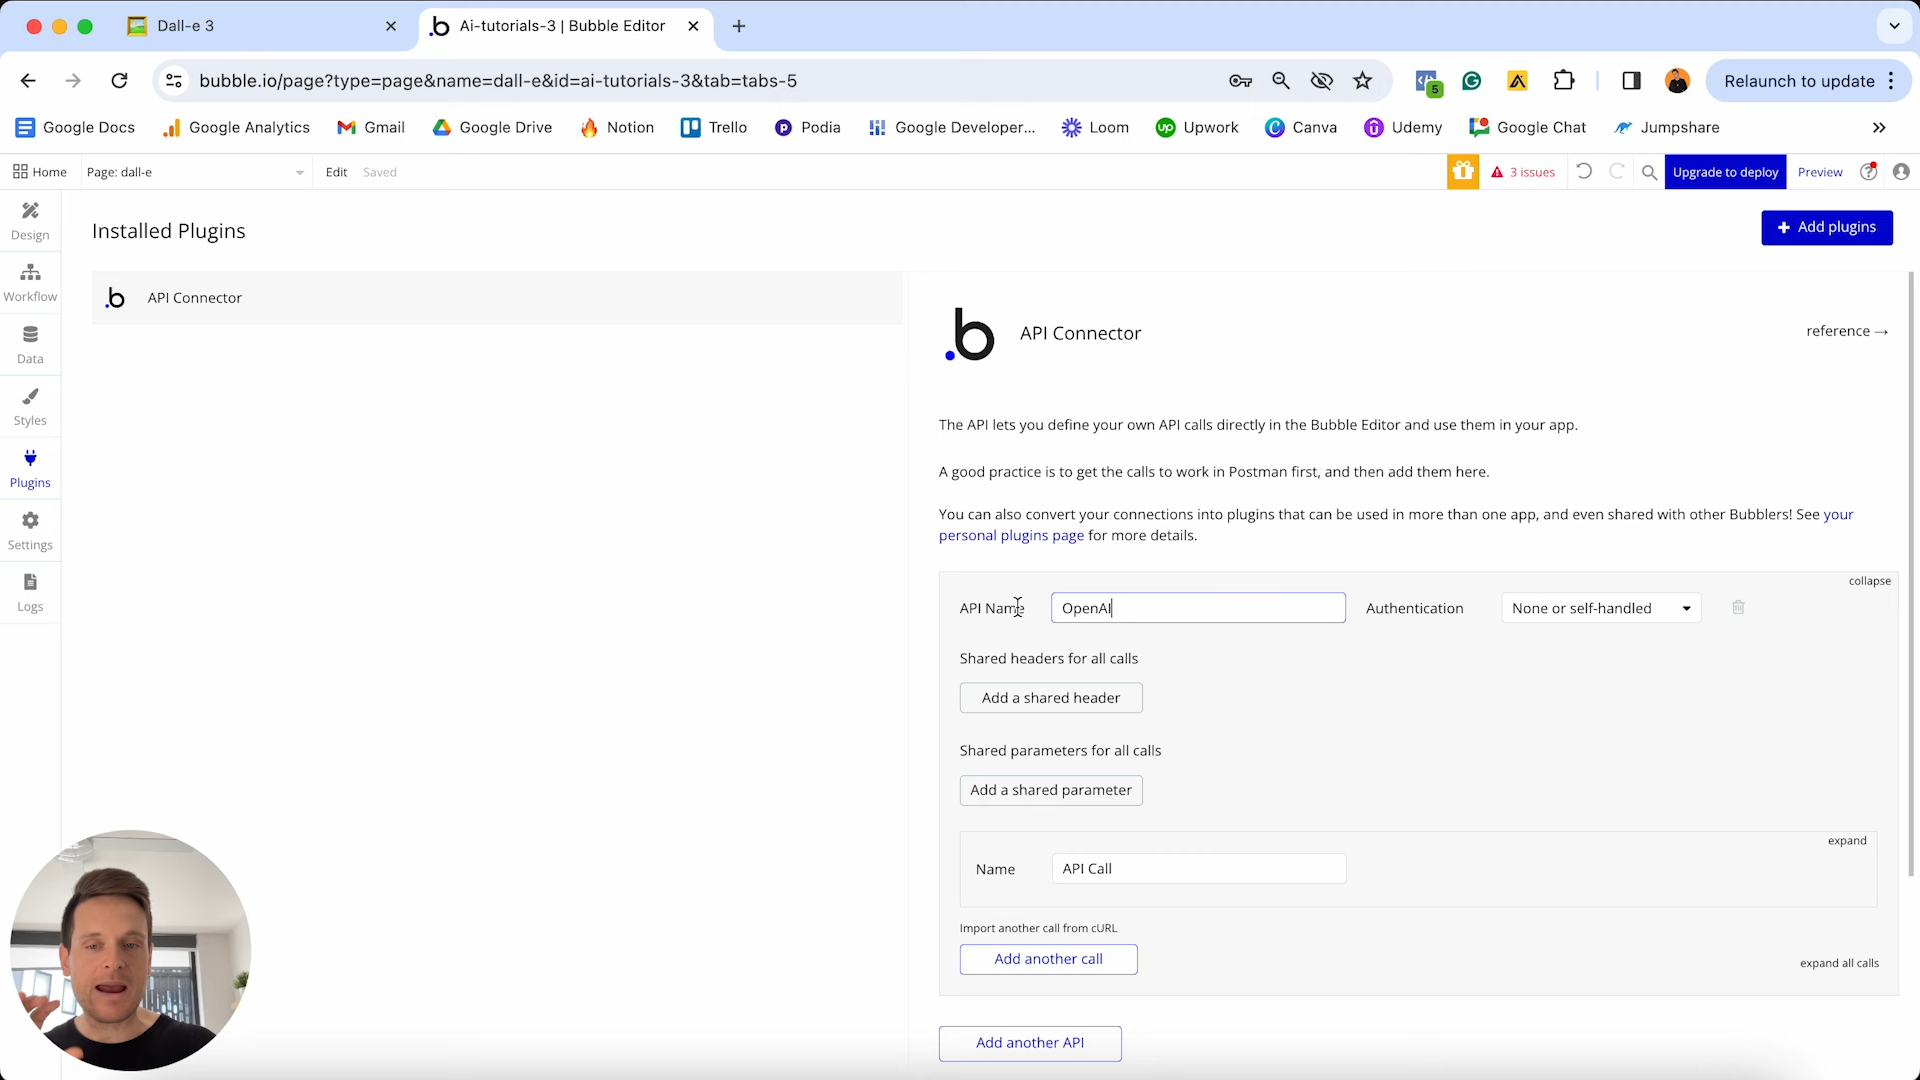 Dall-e 3
Ai-tutorials-3 | Bubble Editor
bubble.io/page?type=page&name=dall-e&id=ai-tutorials-3&tab=tabs-5
5
Relaunch to update
Google Docs
Google Analytics
Gmail
Google Drive
Notion
Trello
Podia
Google Developer...
Loom
Upwork
Canva
Udemy
Google Chat
Jumpshare
Home
Page: dall-e
Edit
Saved
3 issues
Upgrade to deploy
Preview
Design
Workflow
Data
Styles
Plugins
Settings
Logs
Installed Plugins
+ Add plugins
.b
API Connector
.b
API Connector
reference →
The API lets you define your own API calls directly in the Bubble Editor and use them in your app.
A good practice is to get the calls to work in Postman first, and then add them here.
You can also convert your connections into plugins that can be used in more than one app, and even shared with other Bubblers! See your
personal plugins page for more details.
collapse
API Name
OpenAI
Authentication
None or self-handled
Shared headers for all calls
Add a shared header
Shared parameters for all calls
Add a shared parameter
expand
Name
API Call
Import another call from cURL
Add another call
expand all calls
Add another API